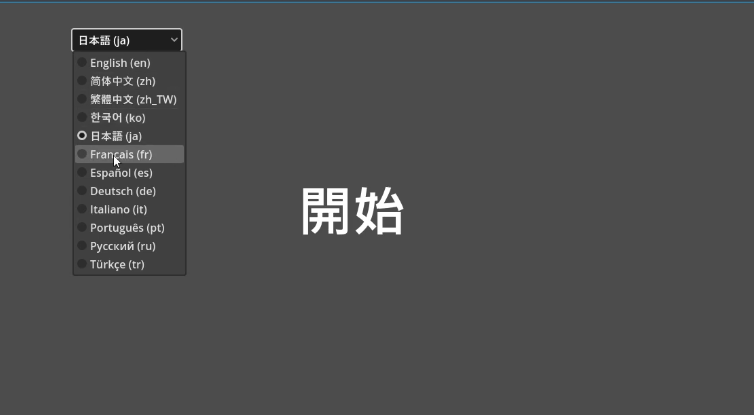 日本語 (ja)
English (en)
简体中文 (zh)
繁體中文 (zh_TW)
한국어 (ko)
日本語 (ja)
Français (fr)
Español (es)
Deutsch (de)
Italiano (it)
Português (pt)
Русский (ru)
Türkçe (tr)
開始